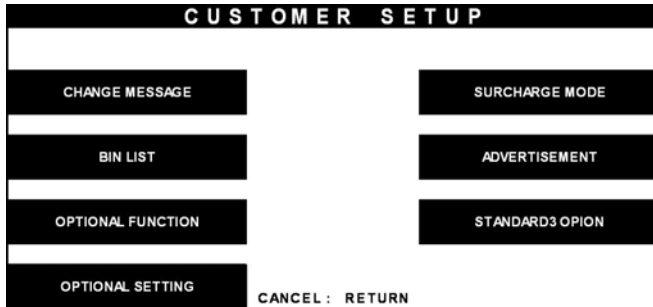 CUSTOMER SETUP
CHANGE MESSAGE
SURCHARGE MODE
BIN LIST
ADVERTISEMENT
OPTIONAL FUNCTION
STANDARD3 OPION
OPTIONAL SETTING
CANCEL : RETURN